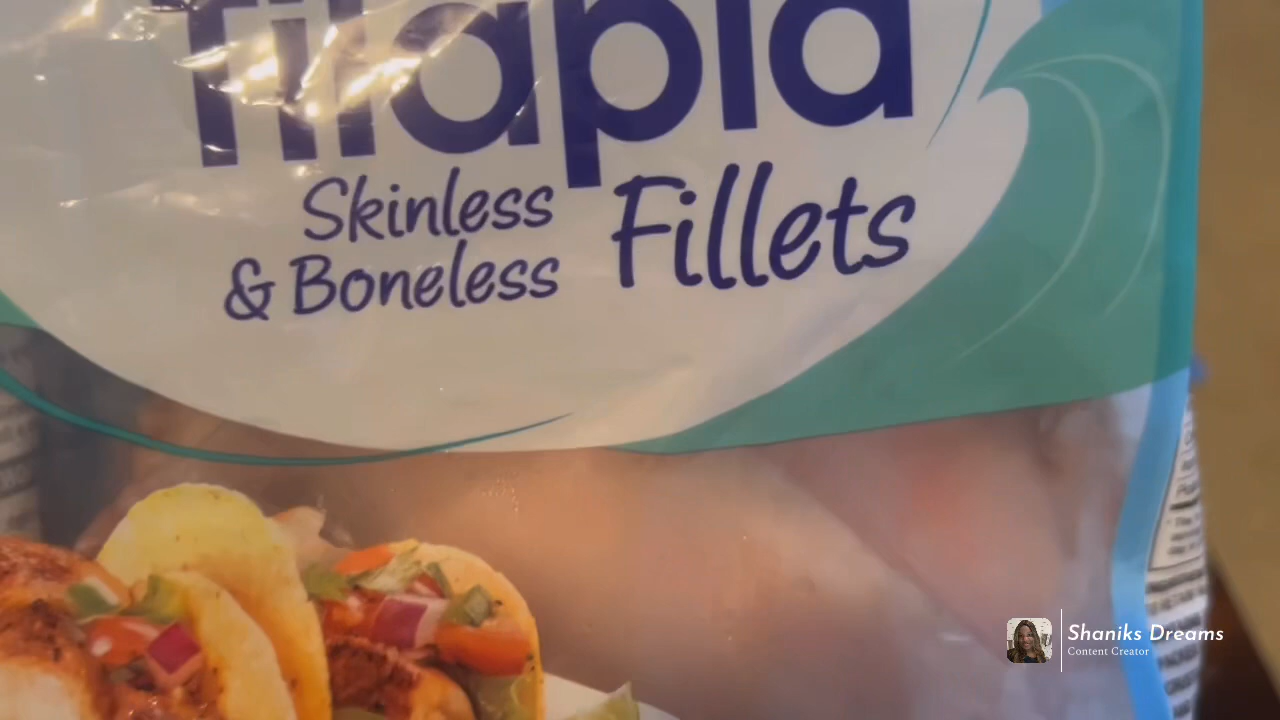 Tilapia
Skinless
& Boneless
Fillets
Shaniks Dreams
Content Creator